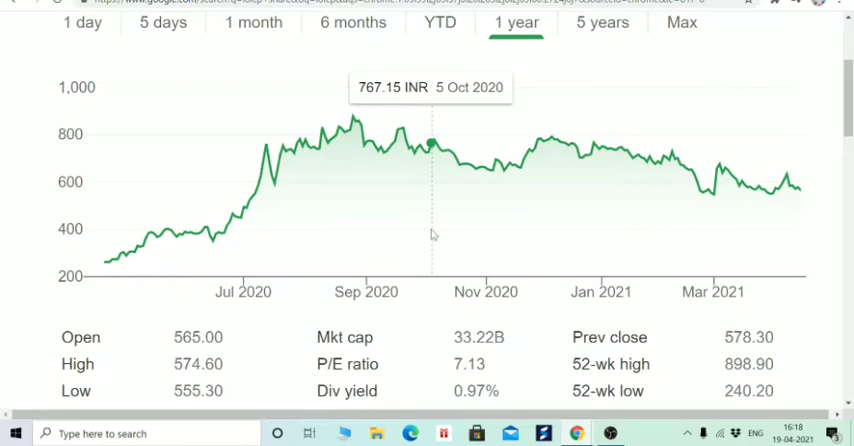 1 day 5 days 1 month 6 months YTD 1 year 5 years Max
767.15 INR 5 Oct 2020
1,000
800
600
400
200
Jul 2020 Sep 2020 Nov 2020 Jan 2021 Mar 2021
Open 565.00 Mkt cap 33.22B Prev close 578.30
High 574.60 P/E ratio 7.13 52-wk high 898.90
Low 555.30 Div yield 0.97% 52-wk low 240.20
Type here to search
ENG
16:18
19-04-2021
3